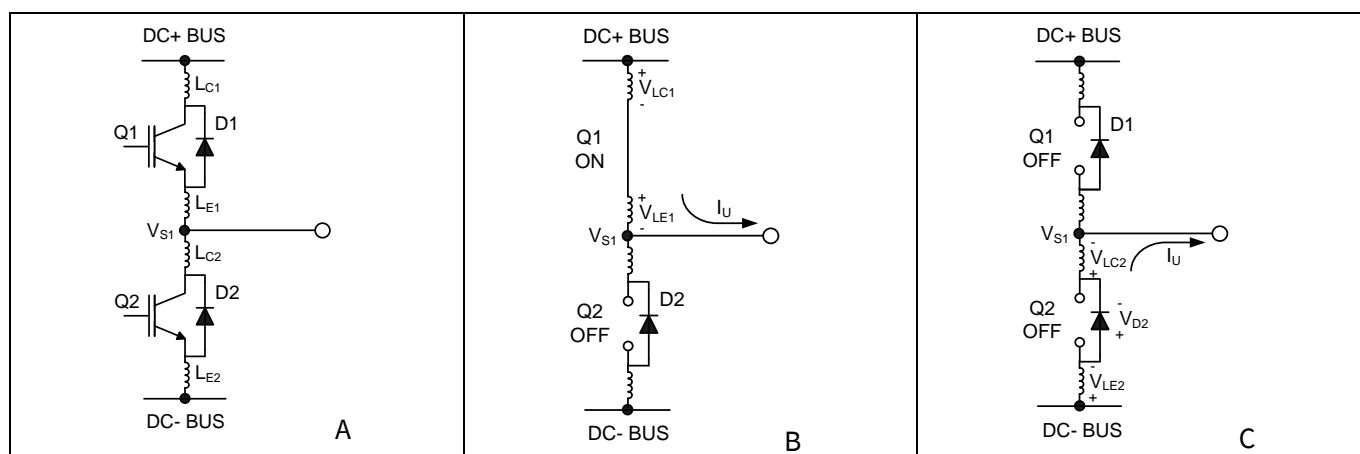 DC+ BUS
LC1
Q1
D1
LE1
VS1
LC2
Q2
D2
LE2
DC- BUS
A
DC+ BUS
+
VLC1
-
Q1
ON
+
VLE1
-
IU
VS1
Q2
OFF
D2
DC- BUS
B
DC+ BUS
Q1
OFF
D1
VS1
-
VLC2
+
IU
Q2
OFF
-
VD2
+
-
VLE2
+
DC- BUS
C